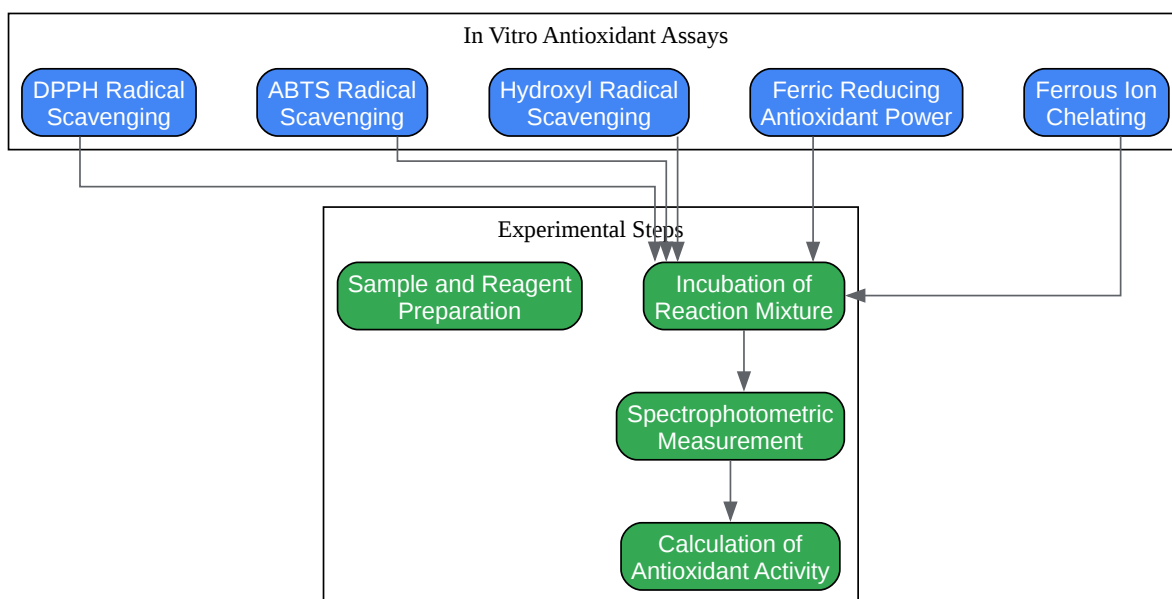 In Vitro Antioxidant Assays
DPPH Radical
Scavenging
ABTS Radical
Scavenging
Hydroxyl Radical
Scavenging
Ferric Reducing
Antioxidant Power
Ferrous Ion
Chelating
Experimental Steps
Sample and Reagent
Preparation
Incubation of
Reaction Mixture
Spectrophotometric
Measurement
Calculation of
Antioxidant Activity